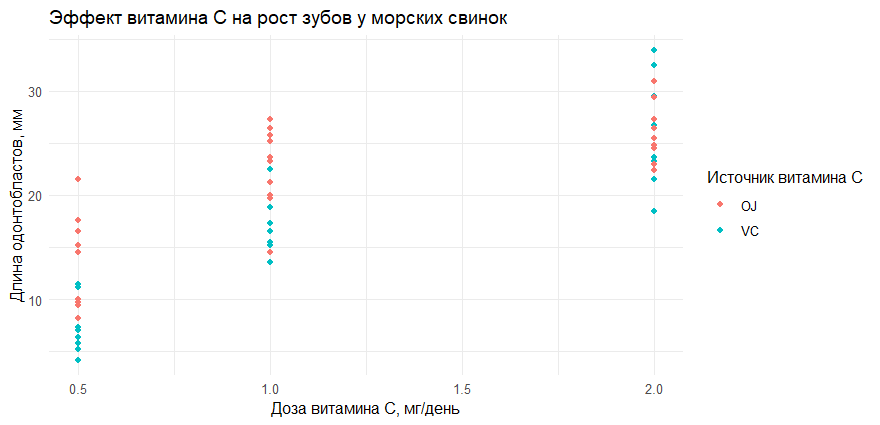 Эффект витамина С на рост зубов у морских свинок
Длина одонтобластов, мм
30
20
10
0.5
1.0
1.5
2.0
Доза витамина С, мг/день
Источник витамина С
OJ
VC